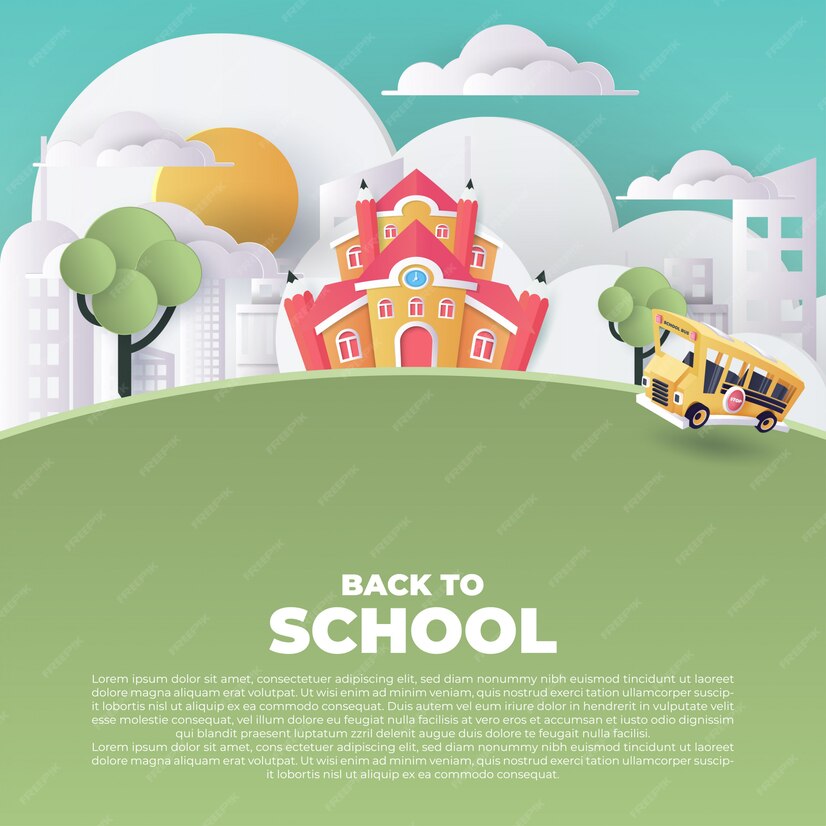 SCHOOL BUS
STOP
BACK TO
SCHOOL
Lorem ipsum dolor sit amet, consectetuer adipiscing elit, sed diam nonummy nibh euismod tincidunt ut
laoreet dolore magna aliquam erat volutpat. Ut wisi enim ad minim veniam, quis nostrud exerci tation ullamcorper suscip-
it lobortis nisl ut aliquip ex ea commodo consequat. Duis autem vel eum iriure dolor in hendrerit in vulputate velit
esse molestie consequat, vel illum dolore eu feugiat nulla facilisis at vero eros et accumsan et iusto odio dignissim
qui blandit praesent luptatum zzril delenit augue duis dolore te feugait nulla facilisi.
Lorem ipsum dolor sit amet, cons ectetuer adipiscing elit, sed diam nonummy nibh euismod tincidunt ut
laoreet dolore magna aliquam erat volutpat. Ut wisi enim ad minim veniam, quis nostrud exerci tation ullamcorper suscip-
it lobortis nisl ut aliquip ex ea commodo consequat.